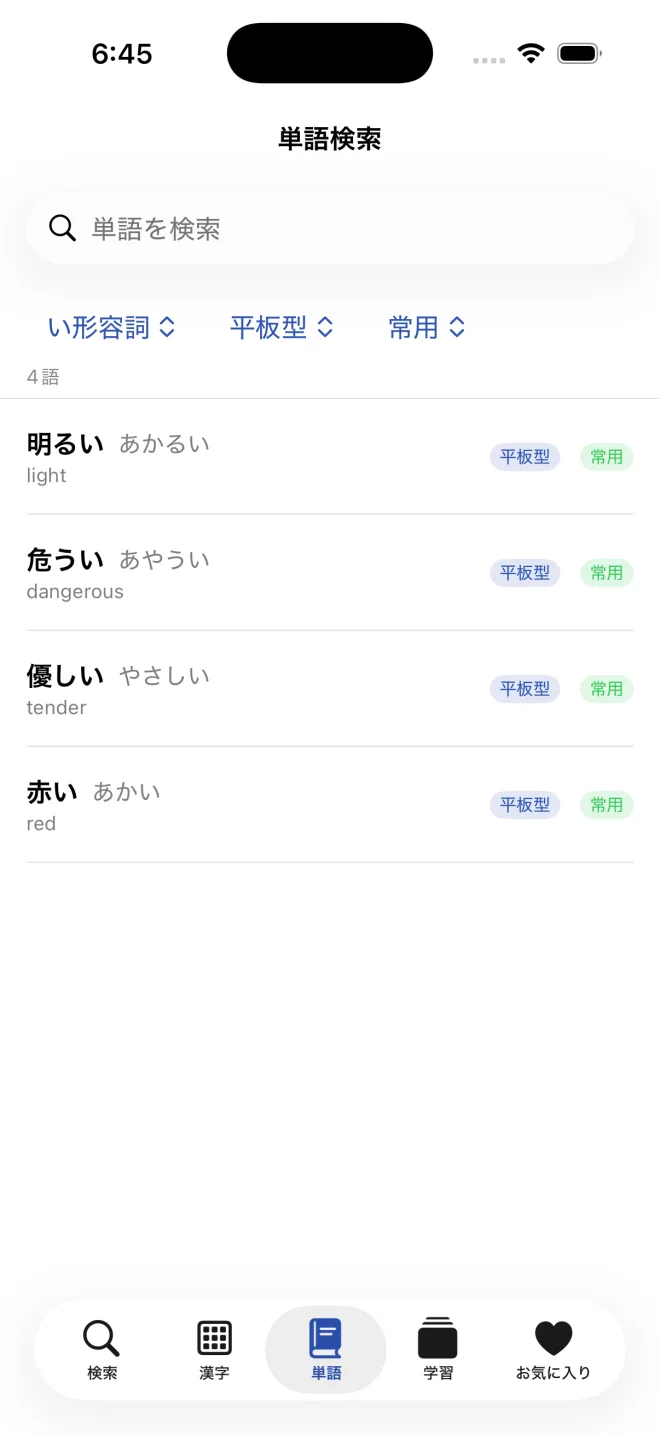 6:45
単語検索
単語を検索
い形容詞 平板型 常用
4語
明るい あかるい
light
平板型 常用
危うい あやうい
dangerous
平板型 常用
優しい やさしい
tender
平板型 常用
赤い あかい
red
平板型 常用
検索 漢字 単語 学習 お気に入り